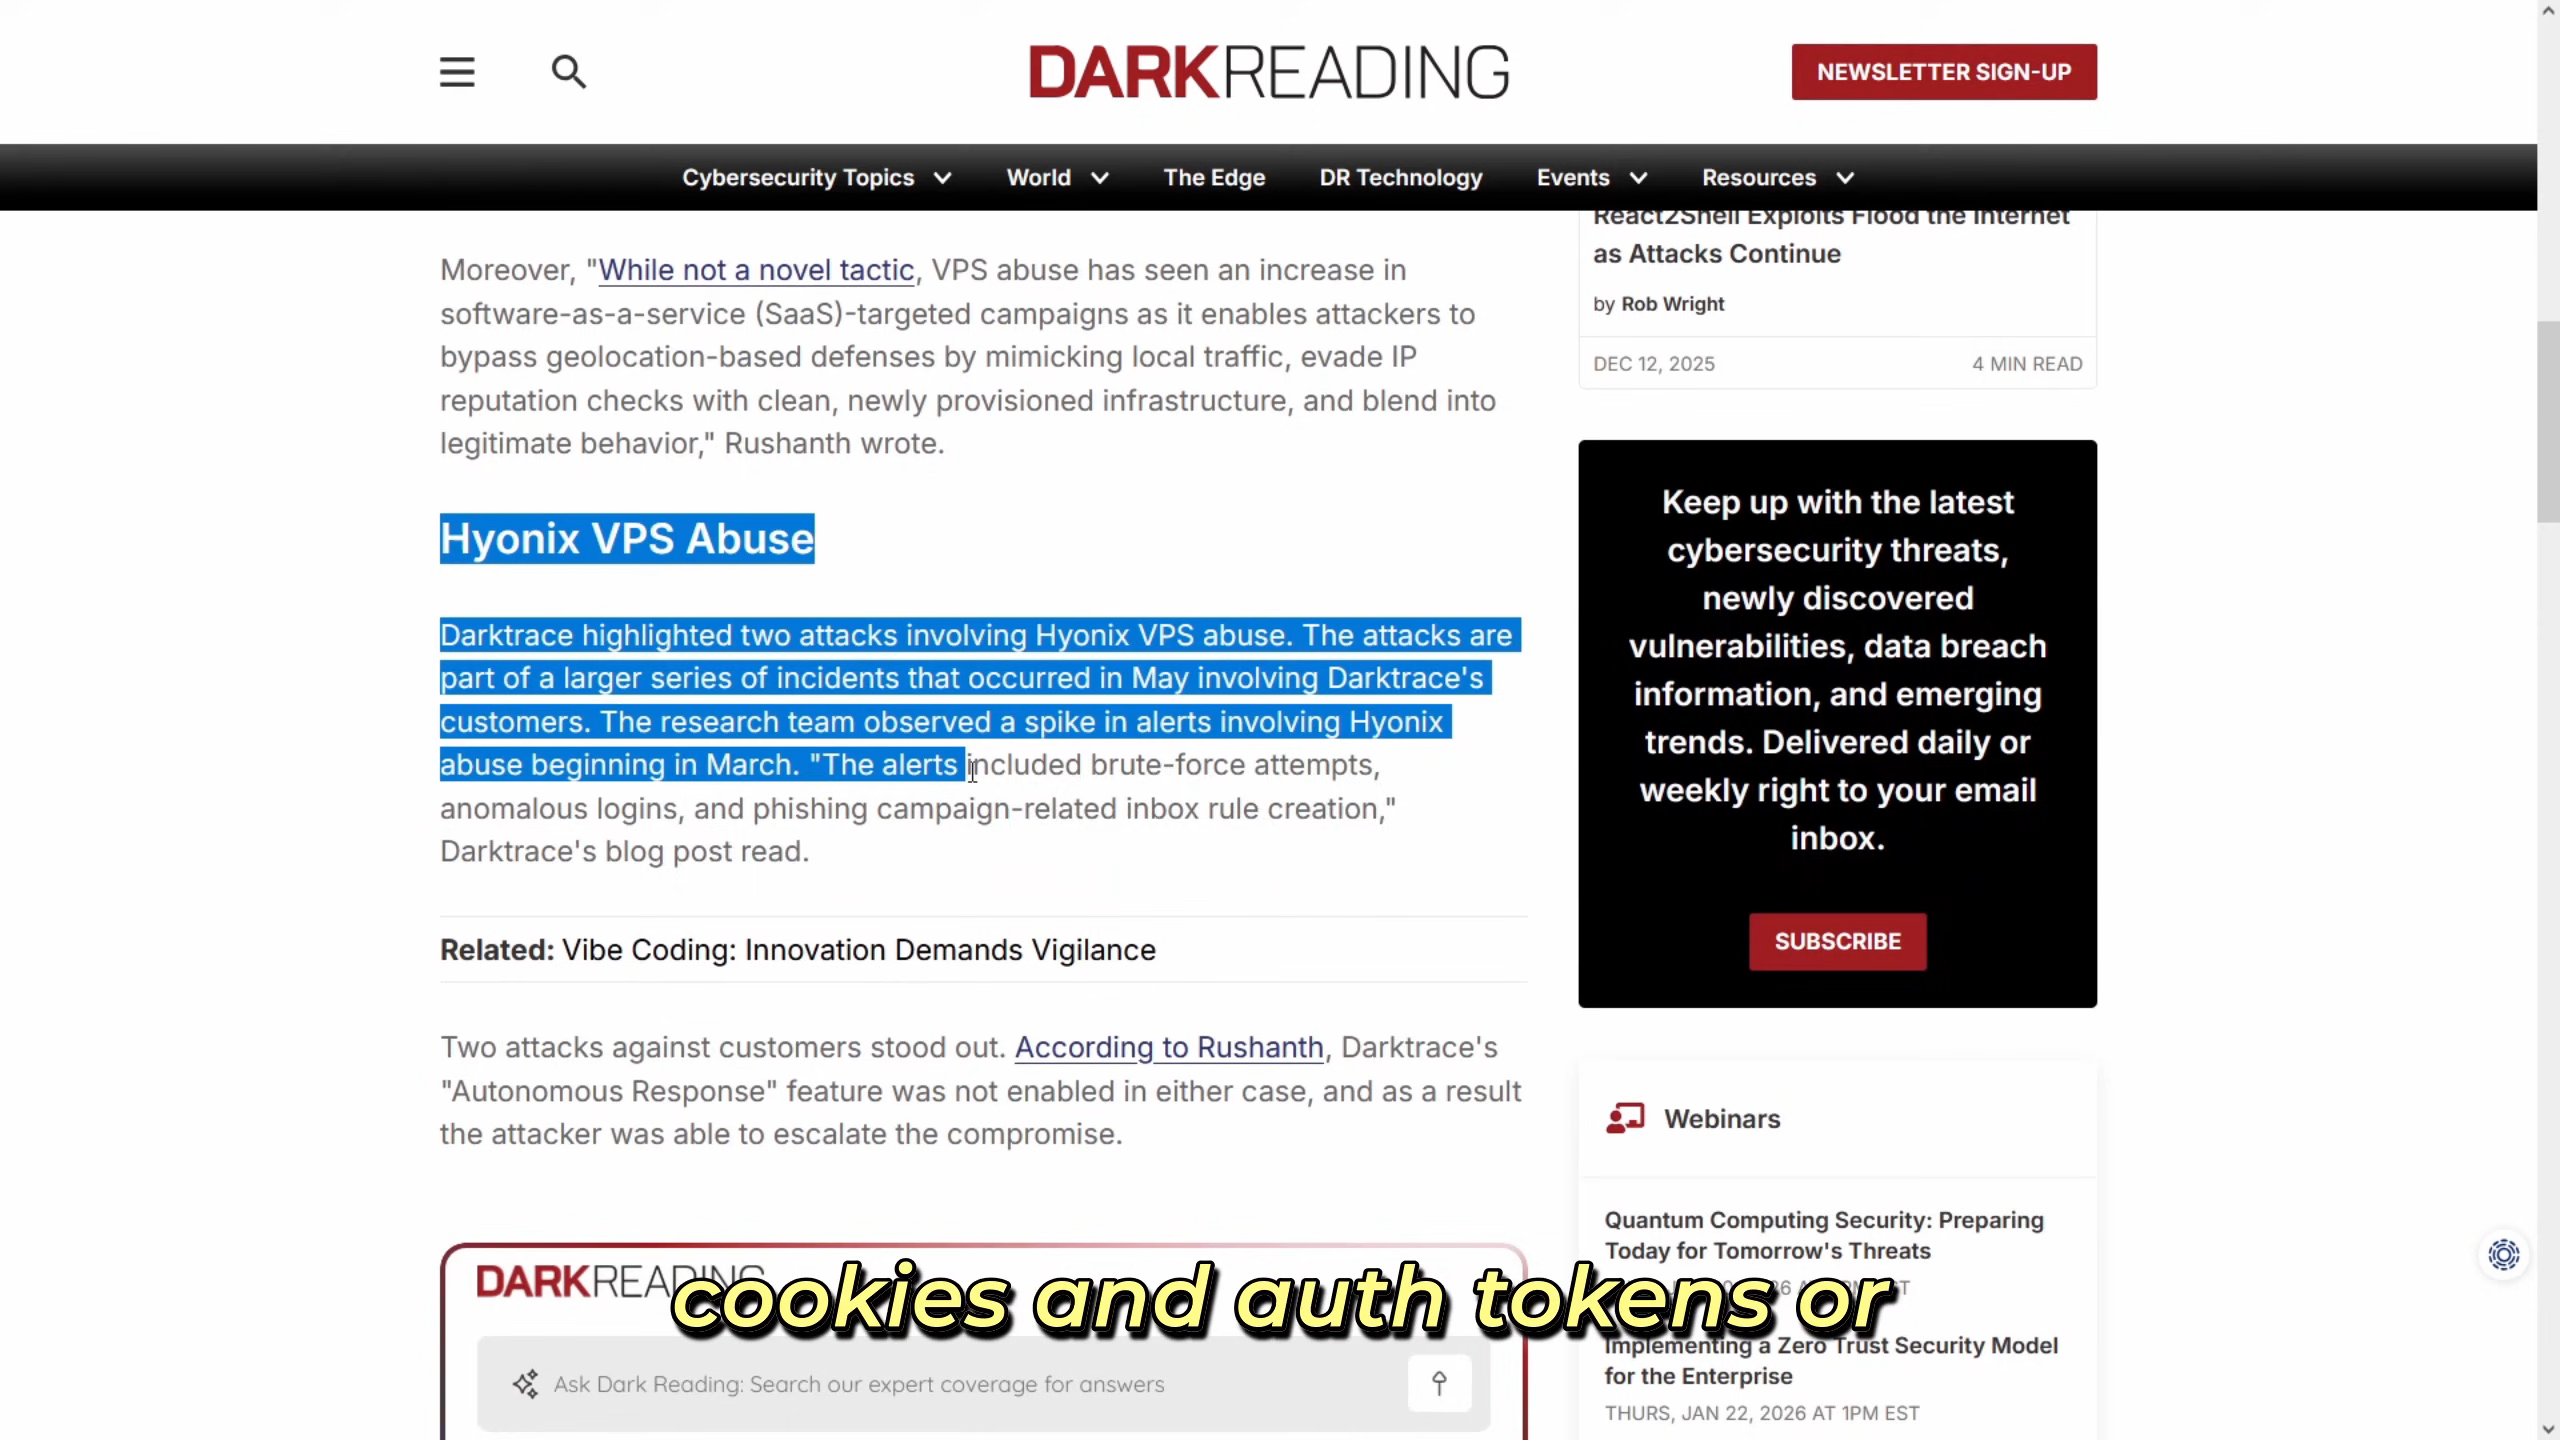 DARKREADING
NEWSLETTER SIGN-UP
Cybersecurity Topics
World
The Edge
DR Technology
Events
Resources
Moreover, "While not a novel tactic, VPS abuse has seen an increase in
software-as-a-service (SaaS)-targeted campaigns as it enables attackers to
bypass geolocation-based defenses by mimicking local traffic, evade IP
reputation checks with clean, newly provisioned infrastructure, and blend into
legitimate behavior," Rushanth wrote.
Hyonix VPS Abuse
Darktrace highlighted two attacks involving Hyonix VPS abuse. The attacks are
part of a larger series of incidents that occurred in May involving Darktrace's
customers. The research team observed a spike in alerts involving Hyonix
abuse beginning in March. "The alerts included brute-force attempts,
anomalous logins, and phishing campaign-related inbox rule creation,"
Darktrace's blog post read.
Related: Vibe Coding: Innovation Demands Vigilance
Two attacks against customers stood out. According to Rushanth, Darktrace's
"Autonomous Response" feature was not enabled in either case, and as a result
the attacker was able to escalate the compromise.
DARKREADING
Ask Dark Reading: Search our expert coverage for answers
React2Shell Exploits Flood the Internet
as Attacks Continue
by Rob Wright
DEC 12, 2025
4 MIN READ
Keep up with the latest
cybersecurity threats,
newly discovered
vulnerabilities, data breach
information, and emerging
trends. Delivered daily or
weekly right to your email
inbox.
SUBSCRIBE
Webinars
Quantum Computing Security: Preparing
Today for Tomorrow's Threats
Implementing a Zero Trust Security Model
for the Enterprise
THURS, JAN 22, 2026 AT 1PM EST
cookies and auth tokens or